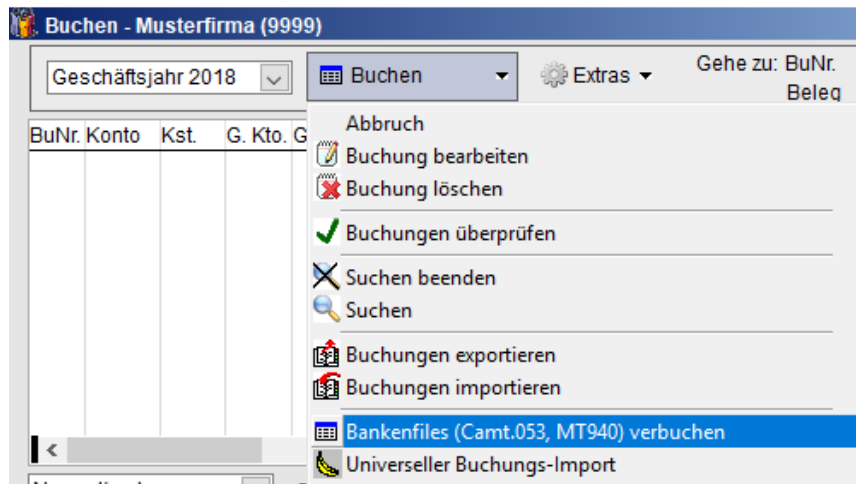 Buchen - Musterfirma (9999)
Geschäftsjahr 2018
Buchen
Extras
Gehe zu: BuNr.
Beleg
BuNr. Konto Kst. G. Kto. G
Abbruch
Buchung bearbeiten
Buchung löschen
Buchungen überprüfen
Suchen beenden
Suchen
Buchungen exportieren
Buchungen importieren
Bankenfiles (Camt.053, MT940) verbuchen
Universeller Buchungs-Import